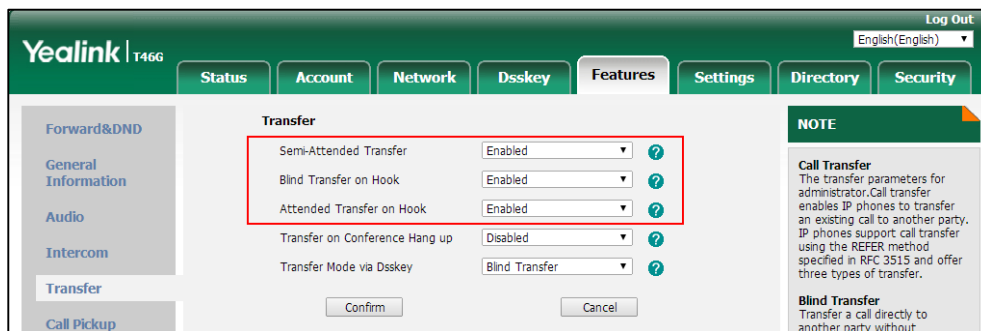 Log Out
English(English)
Yealink | T46G
Status Account Network Dsskey Features Settings Directory Security
Forward&DND
General
Information
Audio
Intercom
Transfer
Call Pickup
Transfer
Semi-Attended Transfer Enabled
Blind Transfer on Hook Enabled
Attended Transfer on Hook Enabled
Transfer on Conference Hang up Disabled
Transfer Mode via Dsskey Blind Transfer
Confirm Cancel
NOTE
Call Transfer
The transfer parameters for
administrator.Call transfer
enables IP phones to transfer
an existing call to another party.
IP phones support call transfer
using the REFER method
specified in RFC 3515 and offer
three types of transfer.
Blind Transfer
Transfer a call directly to
another party without